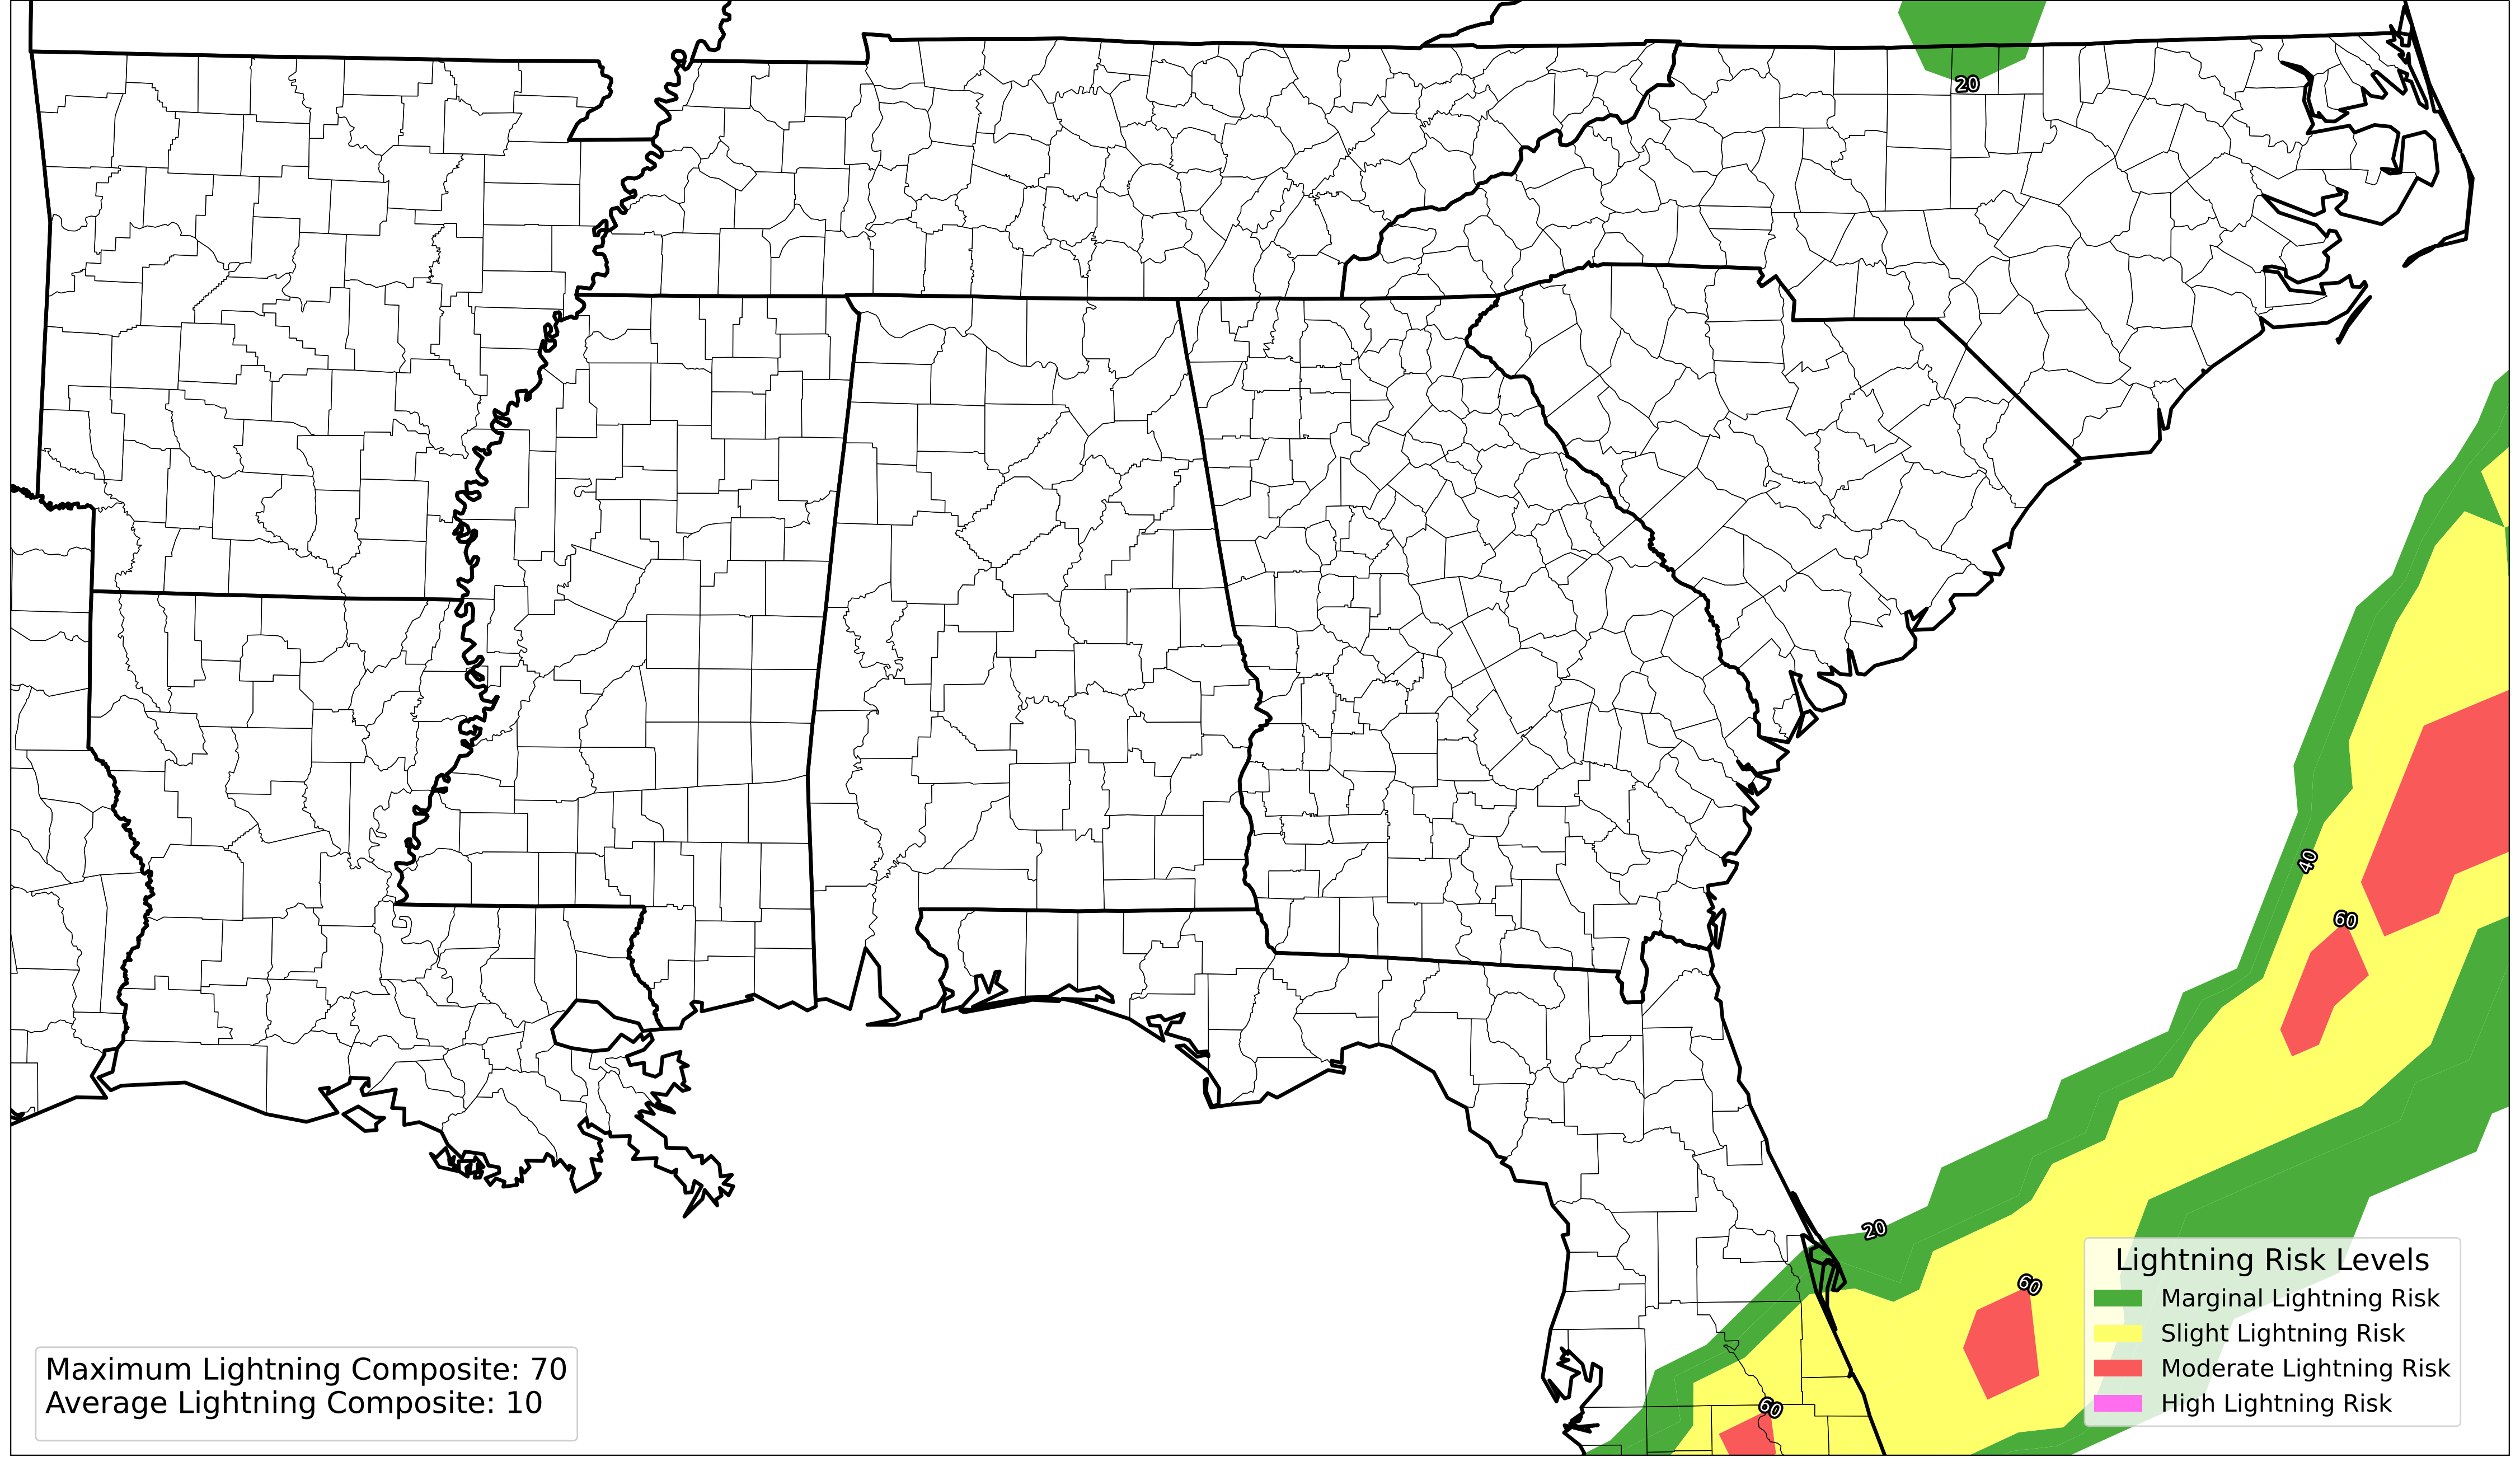 20
40
60
20
60
60
Lightning Risk Levels
Marginal Lightning Risk
Slight Lightning Risk
Moderate Lightning Risk
High Lightning Risk
Maximum Lightning Composite: 70
Average Lightning Composite: 10